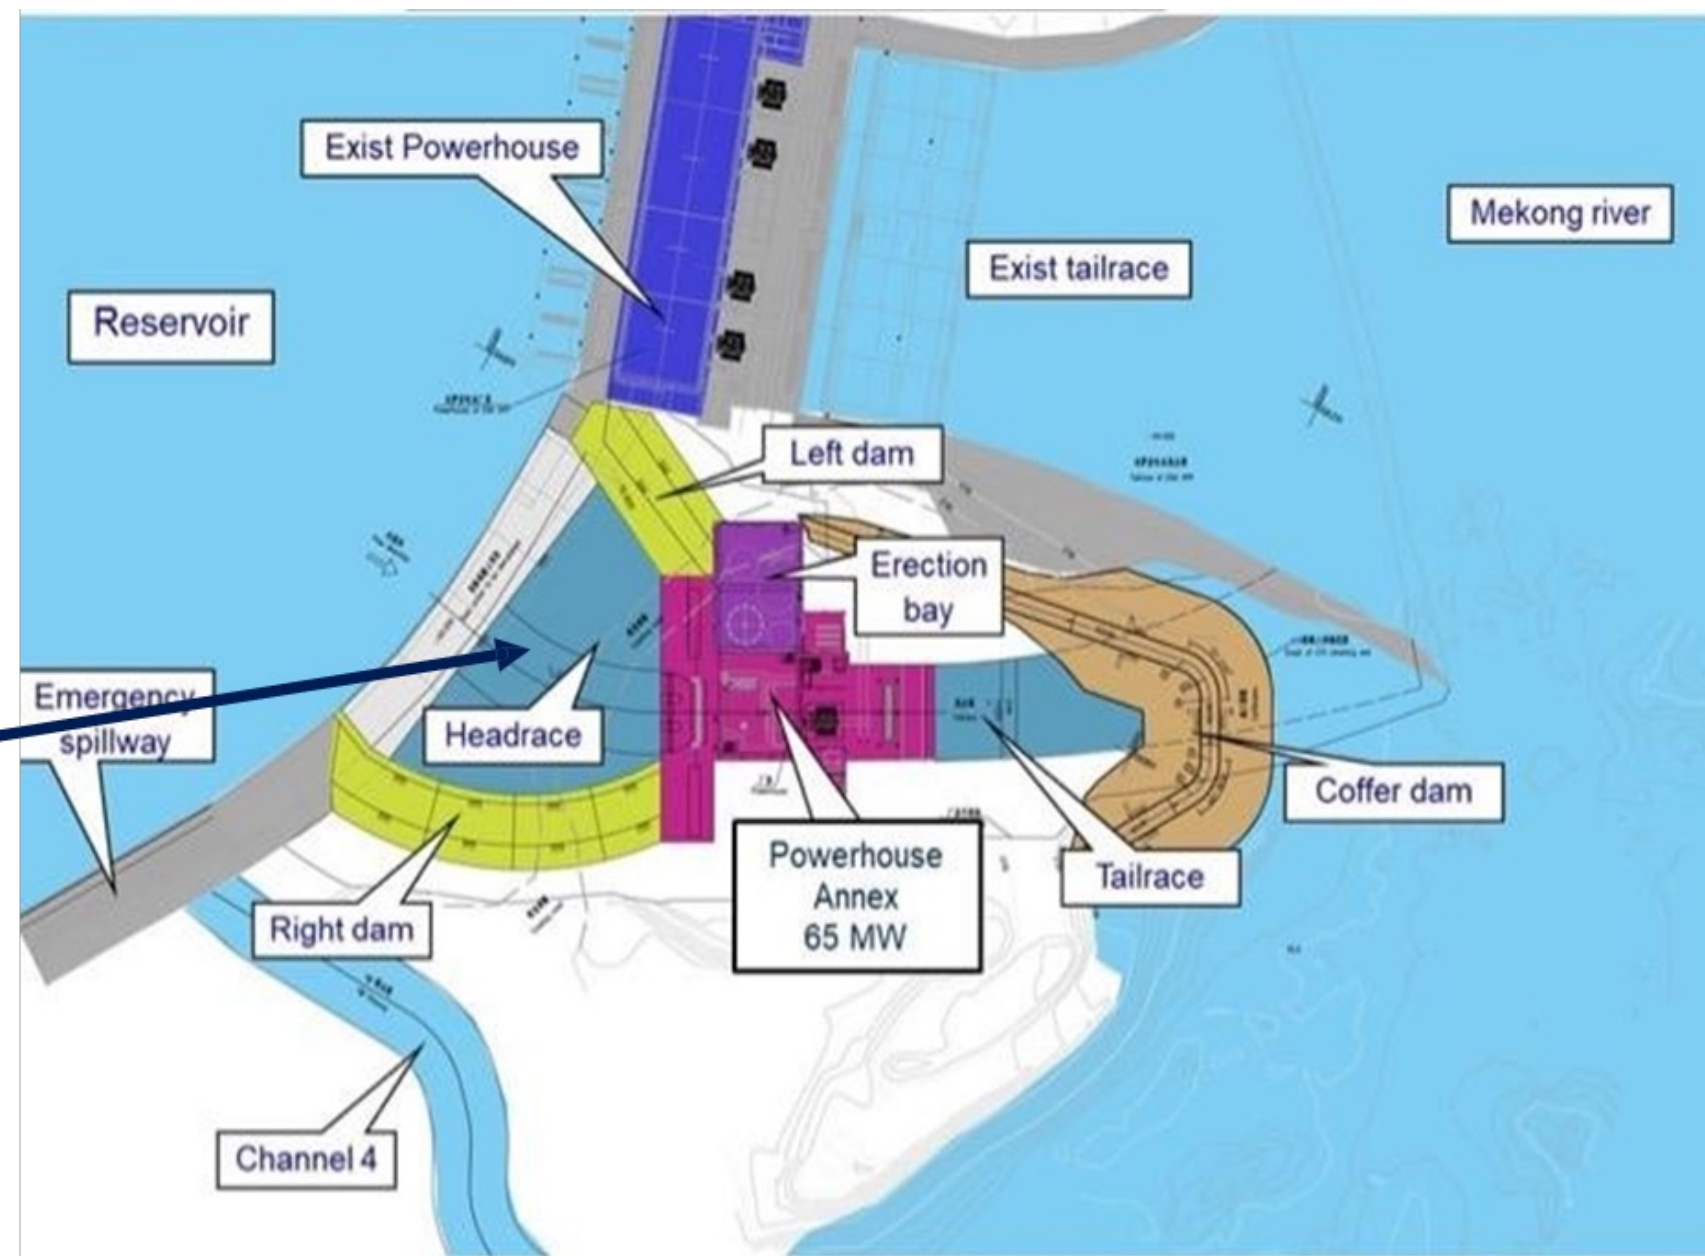 Exist Powerhouse
Mekong river
Exist tailrace
Reservoir
Left dam
Erection
bay
Emergency
spillway
Headrace
Coffer dam
Powerhouse
Annex
65 MW
Tailrace
Right dam
Channel 4